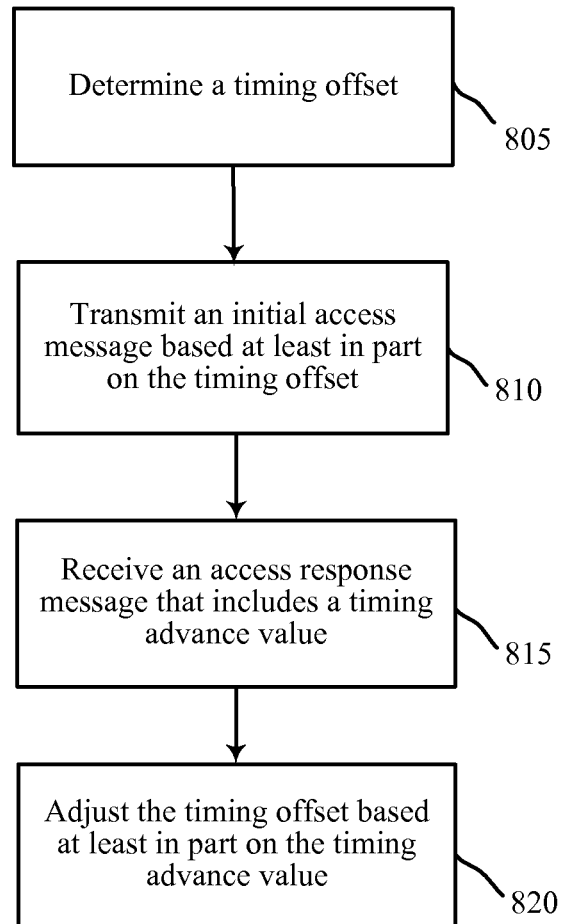 Determine a timing offset
805
Transmit an initial access
message based at least in part
on the timing offset
810
Receive an access response
message that includes a timing
advance value
815
Adjust the timing offset based
at least in part on the timing
advance value
820